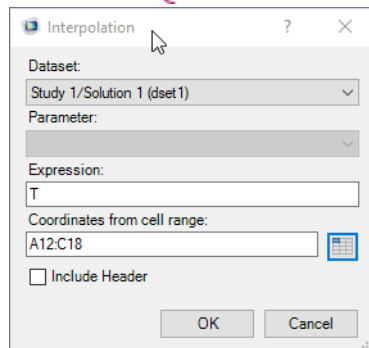 Interpolation ?
Dataset:
Study 1/Solution 1 (dset1)
Parameter:
Expression:
T
Coordinates from cell range:
A12:C18
Include Header
OK Cancel